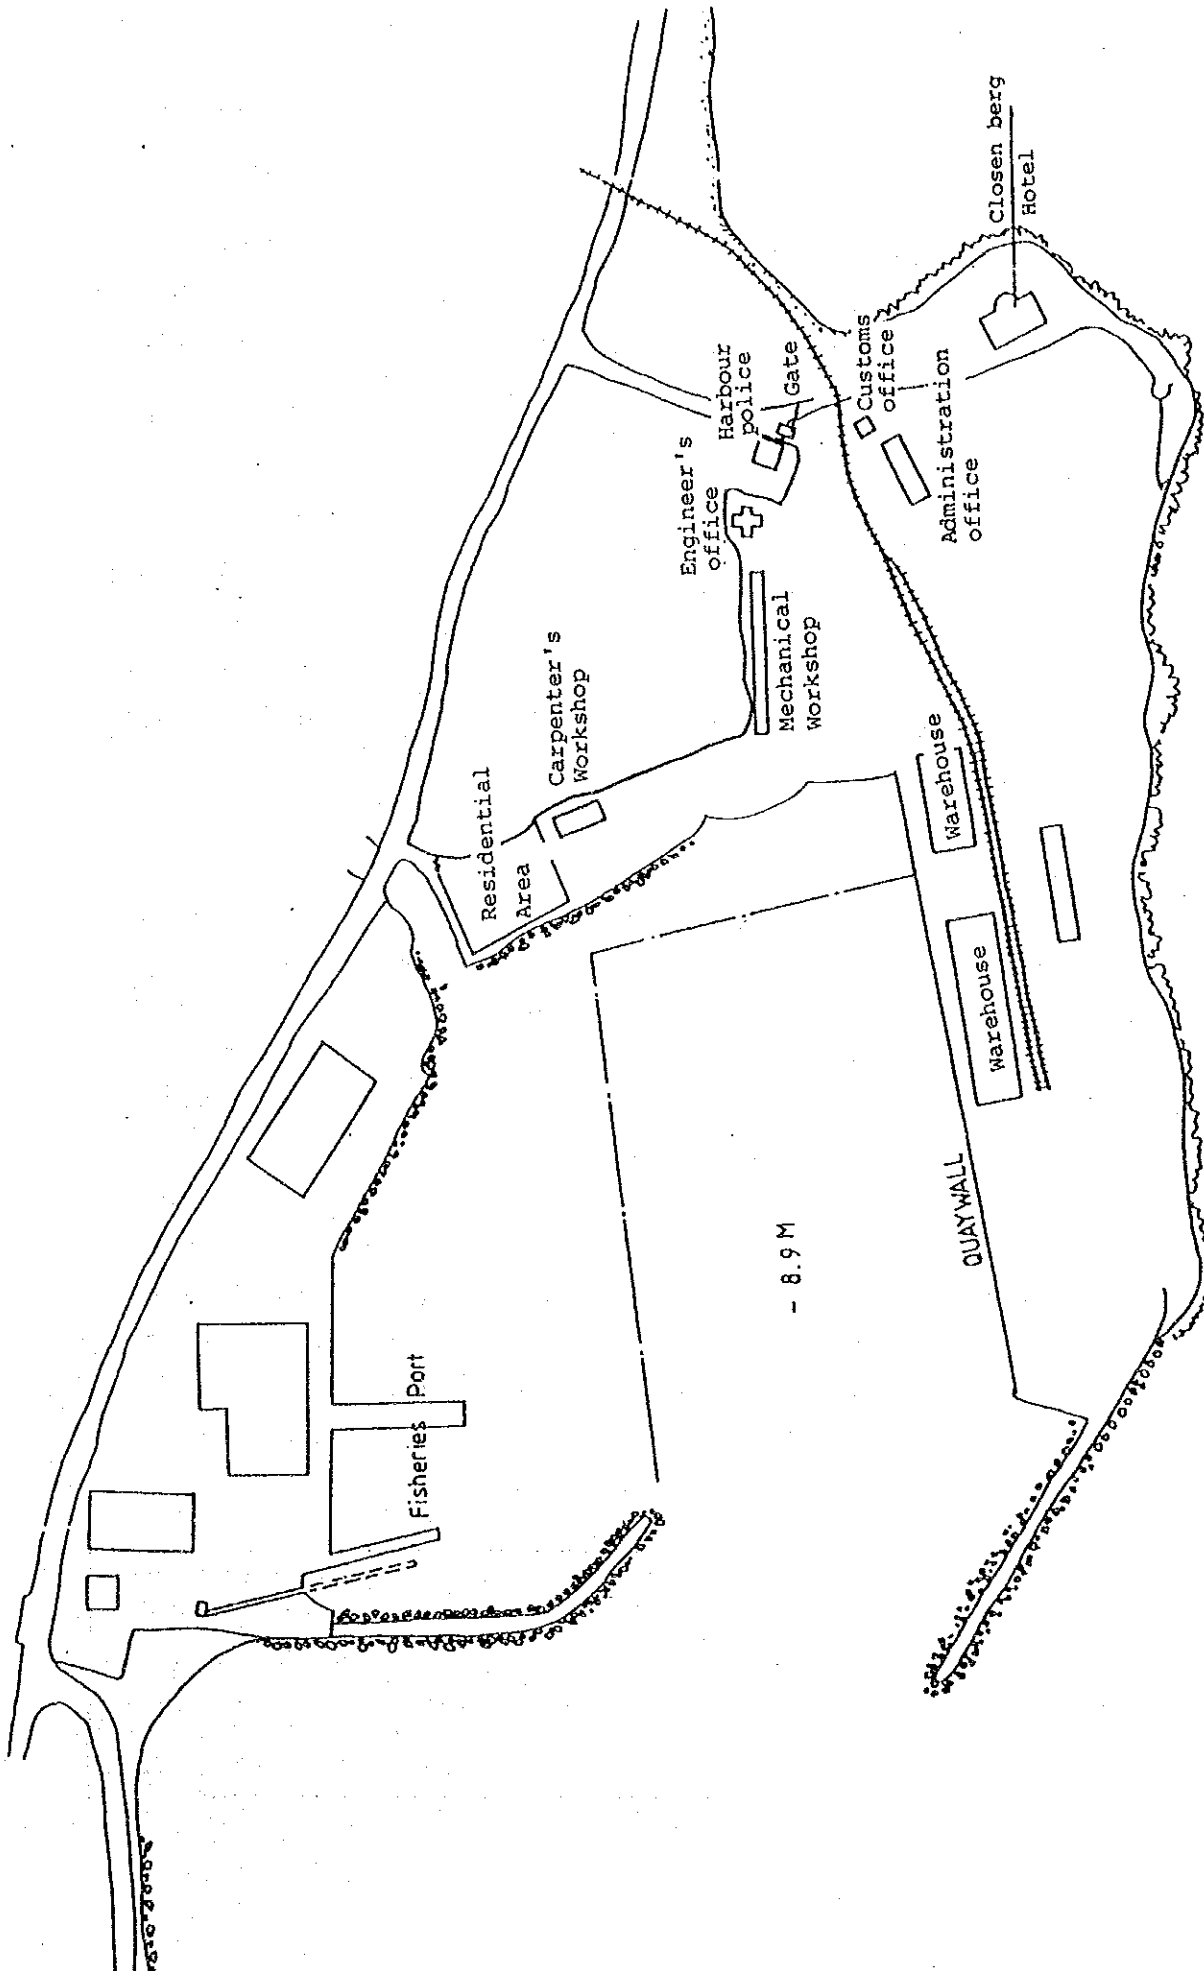 Fisheries Port
Residential
Area
Carpenter's
Workshop
Engineer's
office
Harbour
police
Gate
Mechanical
Workshop
Customs
office
Administration
office
Closen berg
Hotel
Warehouse
Warehouse
QUAYWALL
- 8.9 M